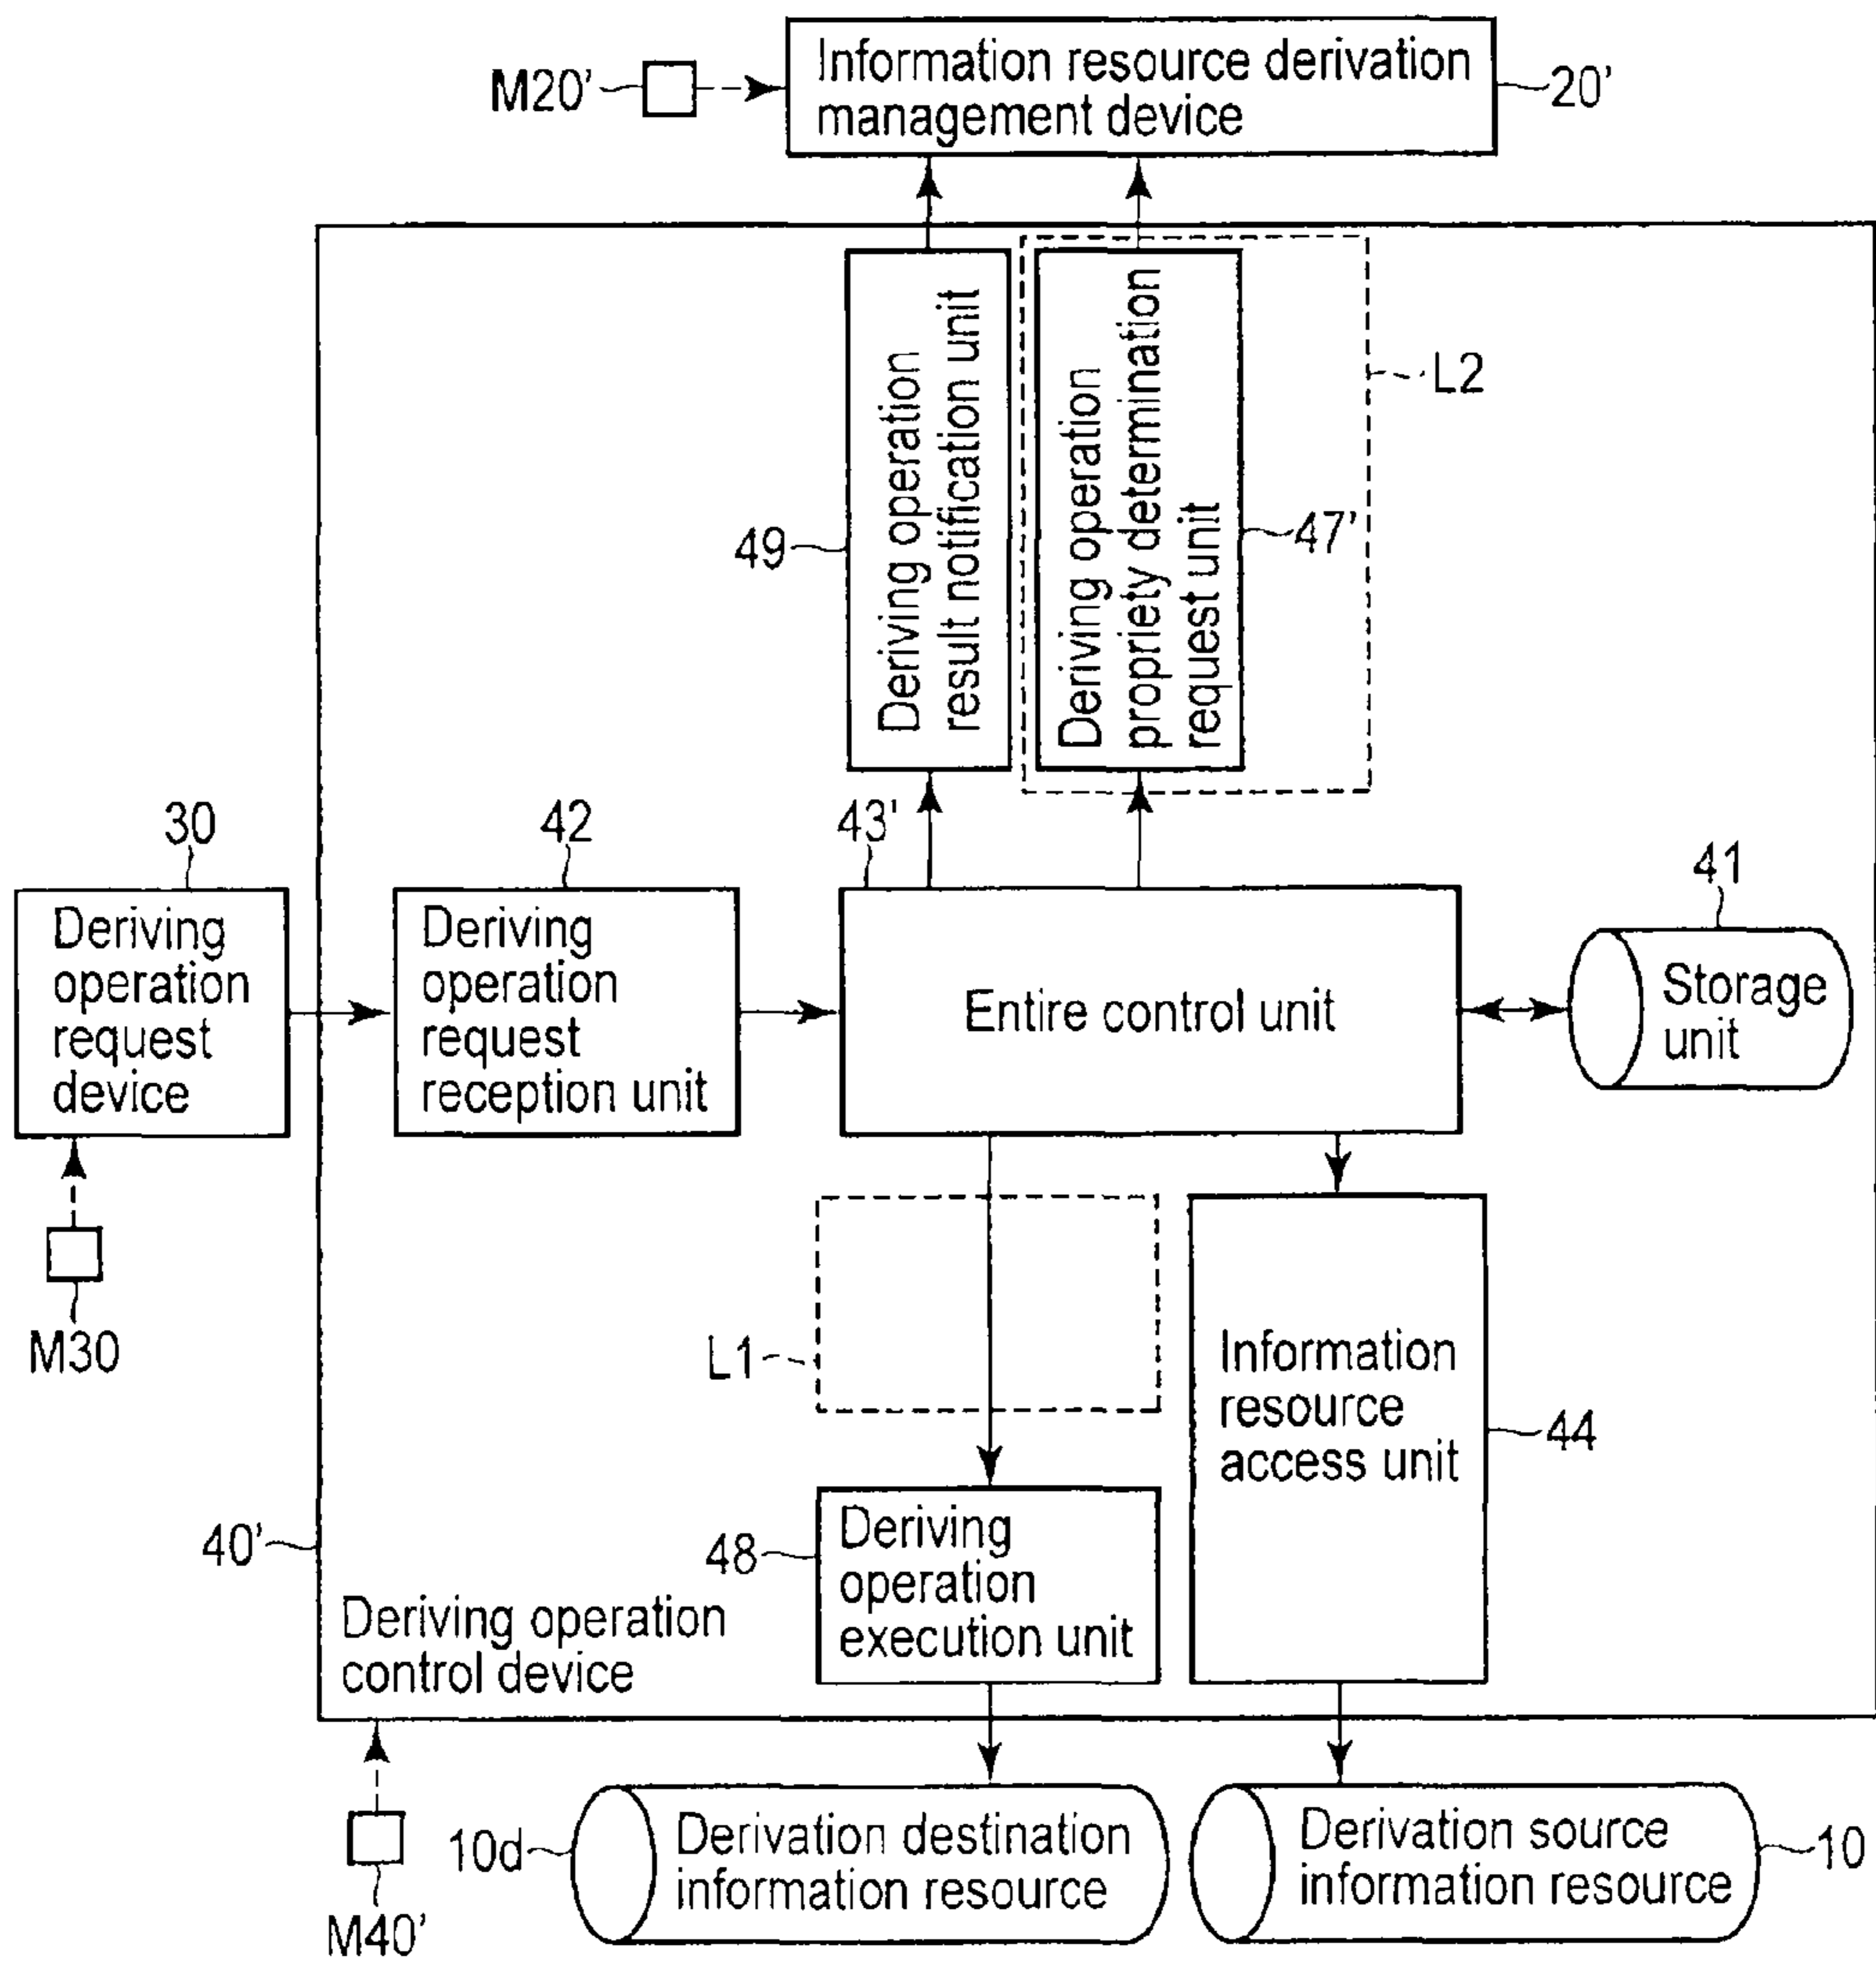 M20'
Information resource derivation
management device
20'
Deriving operation
result notification unit
49
Deriving operation
propriety determination
request unit
47'
L2
30
42
43'
41
Deriving
operation
request
device
Deriving
operation
request
reception unit
Entire control unit
Storage
unit
M30
L1
Information
resource
access unit
44
40'
48
Deriving
operation
execution unit
Deriving operation
control device
10d
Derivation destination
information resource
Derivation source
information resource
10
M40'